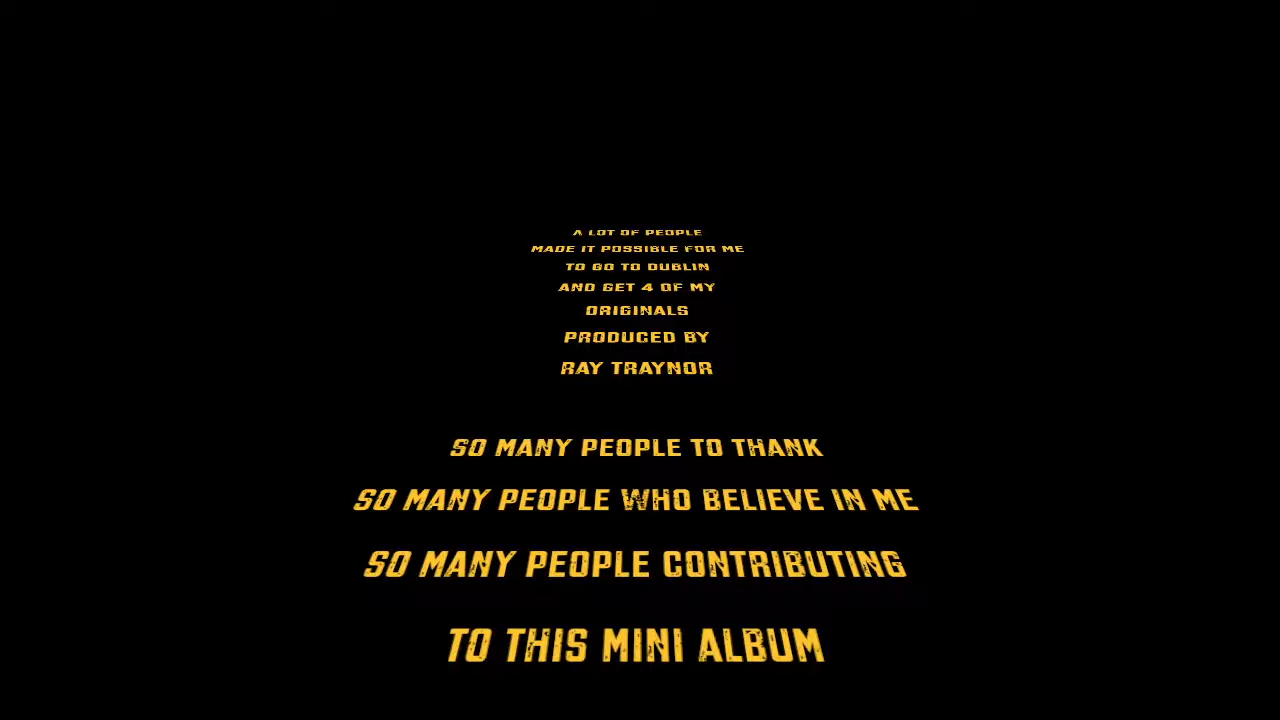 A LOT OF PEOPLE
MADE IT POSSIBLE FOR ME
TO GO TO DUBLIN
AND GET 4 OF MY
ORIGINALS
PRODUCED BY
RAY TRAYNOR
SO MANY PEOPLE TO THANK
SO MANY PEOPLE WHO BELIEVE IN ME
SO MANY PEOPLE CONTRIBUTING
TO THIS MINI ALBUM